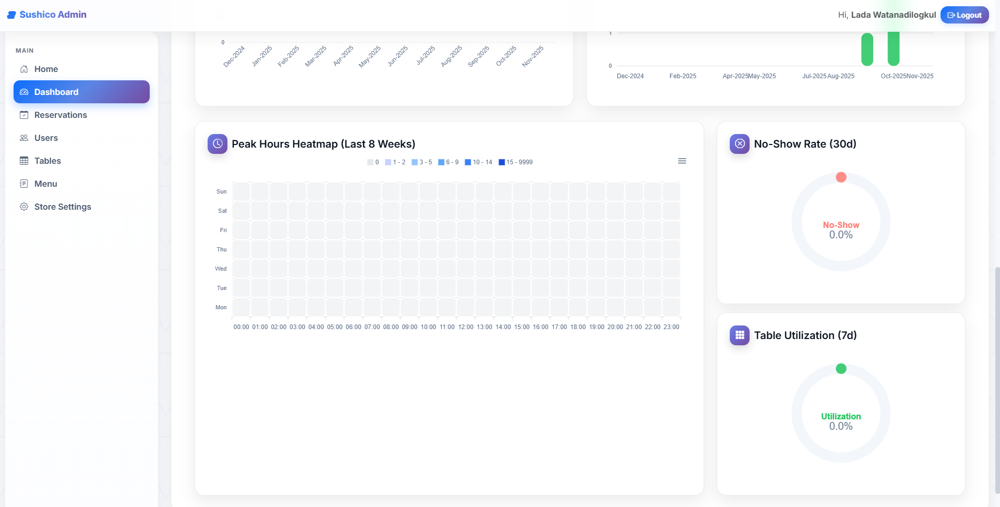 Sushico Admin
Hi, Lada Watanadilogkul
Logout
MAIN
Home
Dashboard
Reservations
Users
Tables
Menu
Store Settings
0
Dec-2024 Jan-2025 Feb-2025 Mar-2025 Apr-2025 May-2025 Jun-2025 Jul-2025 Aug-2025 Sep-2025 Oct-2025 Nov-2025
1
0
Dec-2024 Feb-2025 Apr-2025 May-2025 Jul-2025 Aug-2025 Oct-2025 Nov-2025
Peak Hours Heatmap (Last 8 Weeks)
0 1 - 2 3 - 5 6 - 9 10 - 14 15 - 9999
Sun
Sat
Fri
Thu
Wed
Tue
Mon
00:00 01:00 02:00 03:00 04:00 05:00 06:00 07:00 08:00 09:00 10:00 11:00 12:00 13:00 14:00 15:00 16:00 17:00 18:00 19:00 20:00 21:00 22:00 23:00
No-Show Rate (30d)
No-Show
0.0%
Table Utilization (7d)
Utilization
0.0%